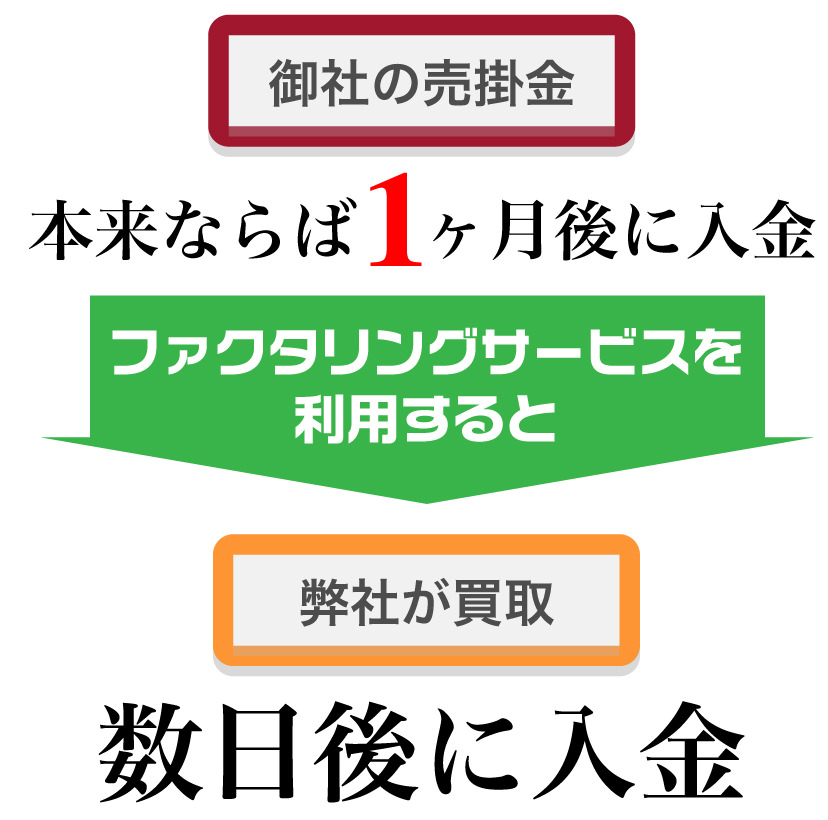 御社の売掛金
本来ならば1ヶ月後に入金
ファクタリングサービスを
利用すると
弊社が買取
数日後に入金